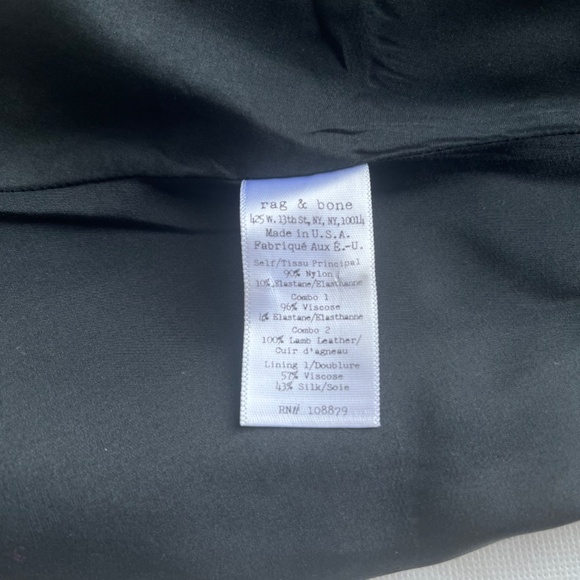 rag & bone
425 W. 13th St, NY, NY, 10014
Made in U.S.A.
Fabriqué Aux É.-U.
Self/Tissu Principal
90% Nylon
10% Elastane/Elasthanne
Combo 1
96% Viscose
4% Elastane/Elasthanne
Combo 2
100% Lamb Leather/
Cuir d'agneau
Lining 1/Doublure
57% Viscose
43% Silk/Soie
RN# 108879